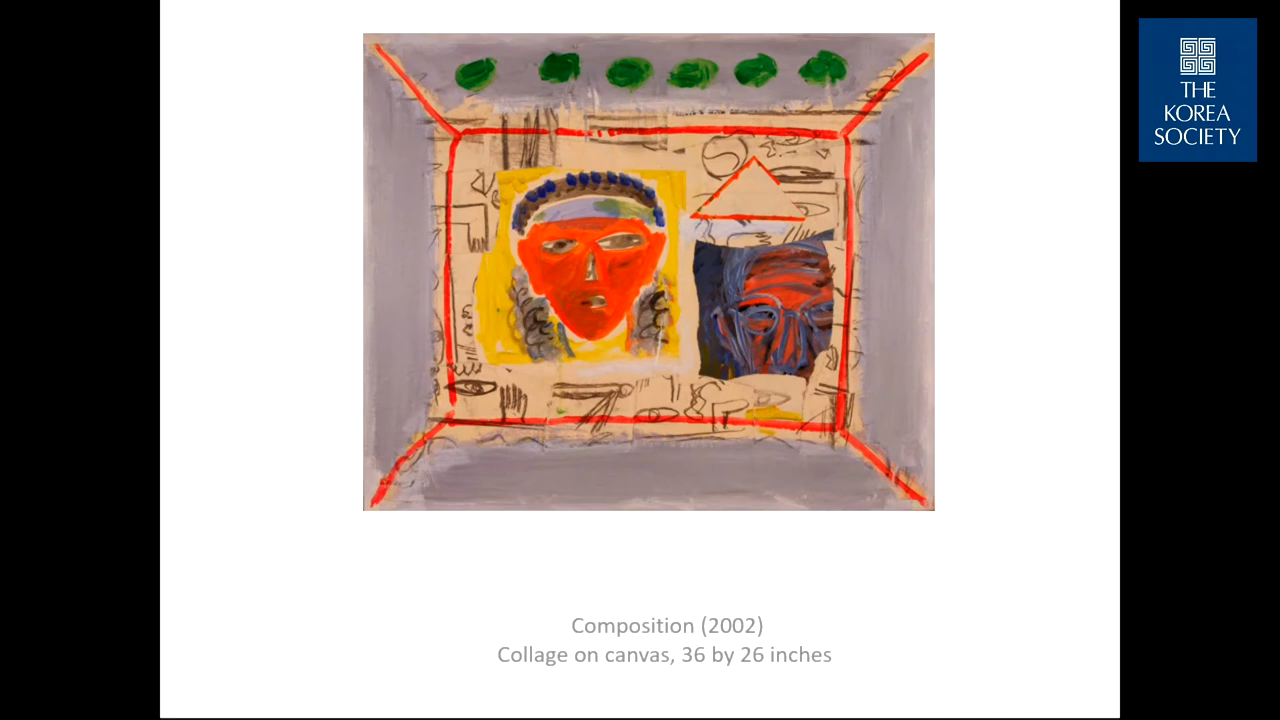 THE
KOREA
SOCIETY
Composition (2002)
Collage on canvas, 36 by 26 inches